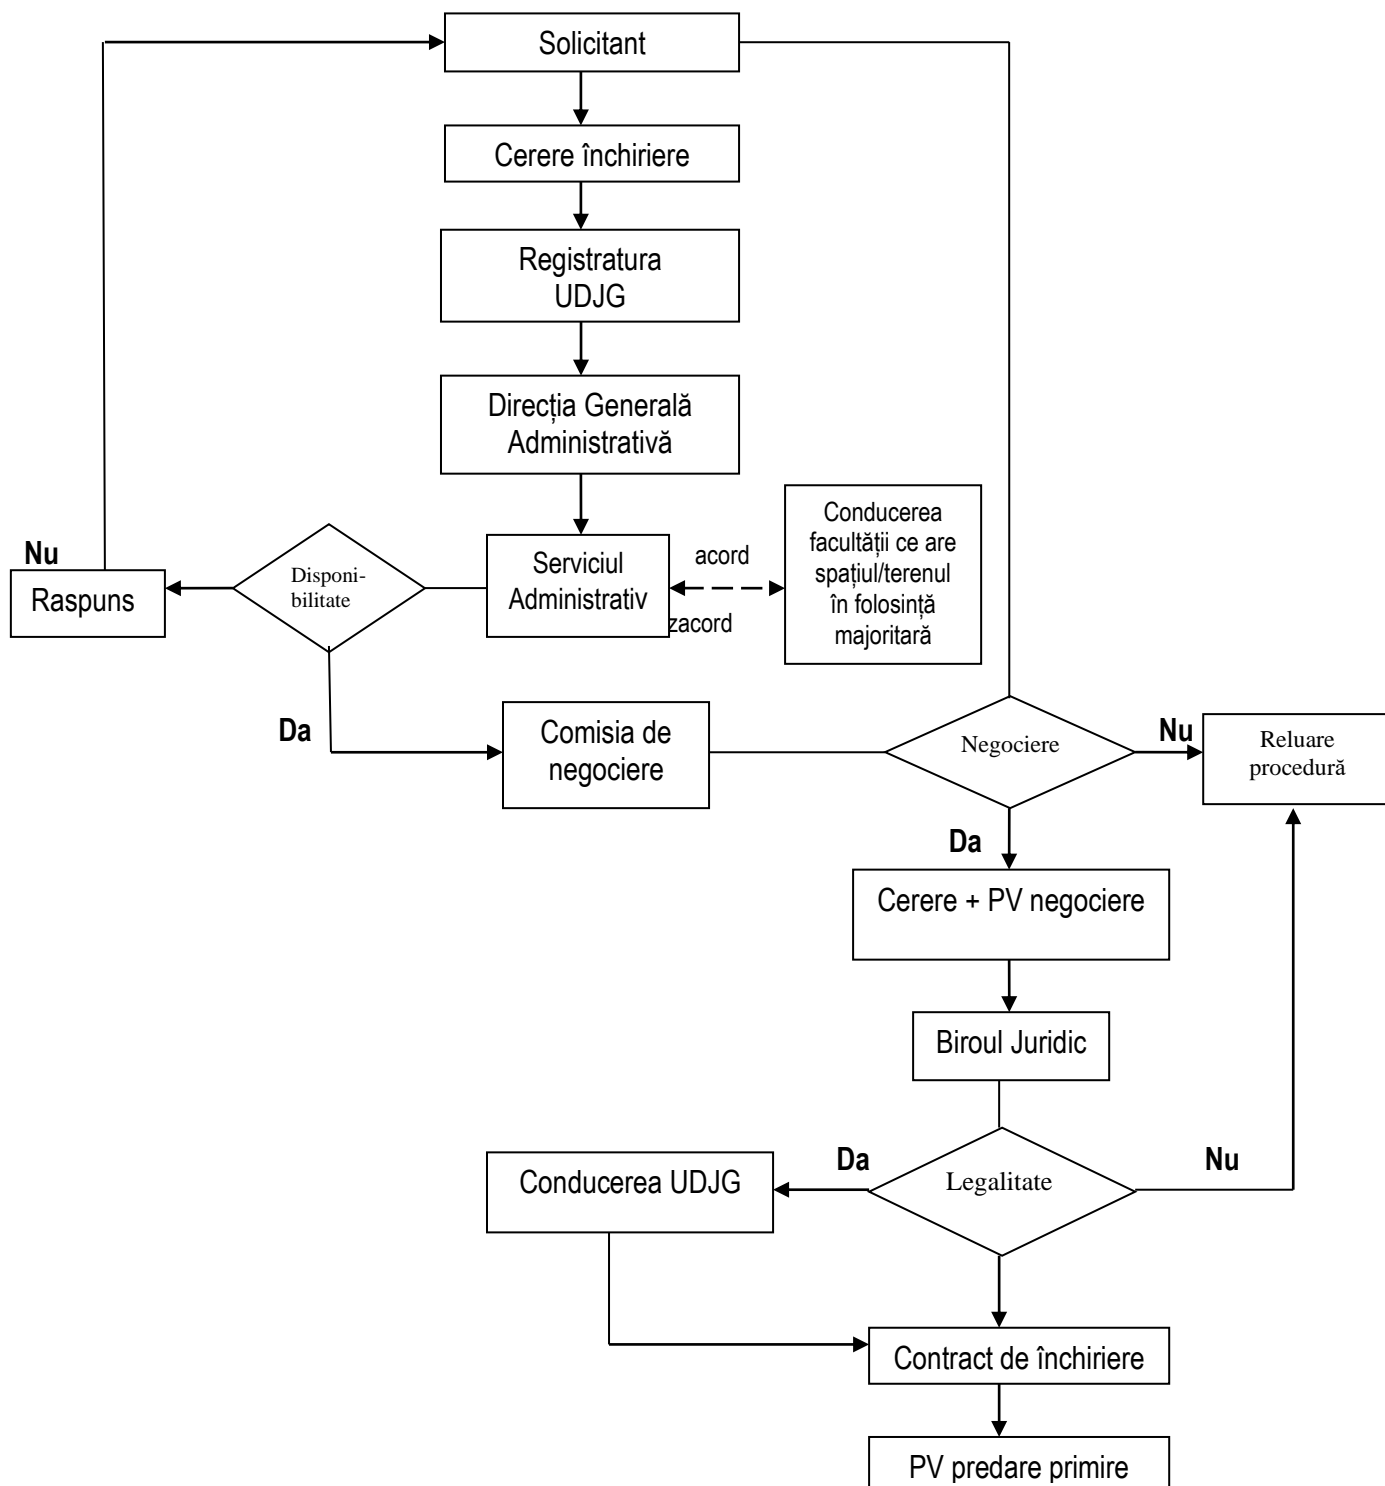 Solicitant
Cerere închiriere
Registratura
UDJG
Direcția Generală
Administrativă
Conducerea
facultății ce are
spațiul/terenul
în folosință
majoritară
Nu
Raspuns
Disponi-
bilitate
Serviciul
Administrativ
acord
zacord
Da
Comisia de
negociere
Negociere
Nu
Reluare
procedură
Da
Cerere + PV negociere
Biroul Juridic
Conducerea UDJG
Da
Legalitate
Nu
Contract de închiriere
PV predare primire